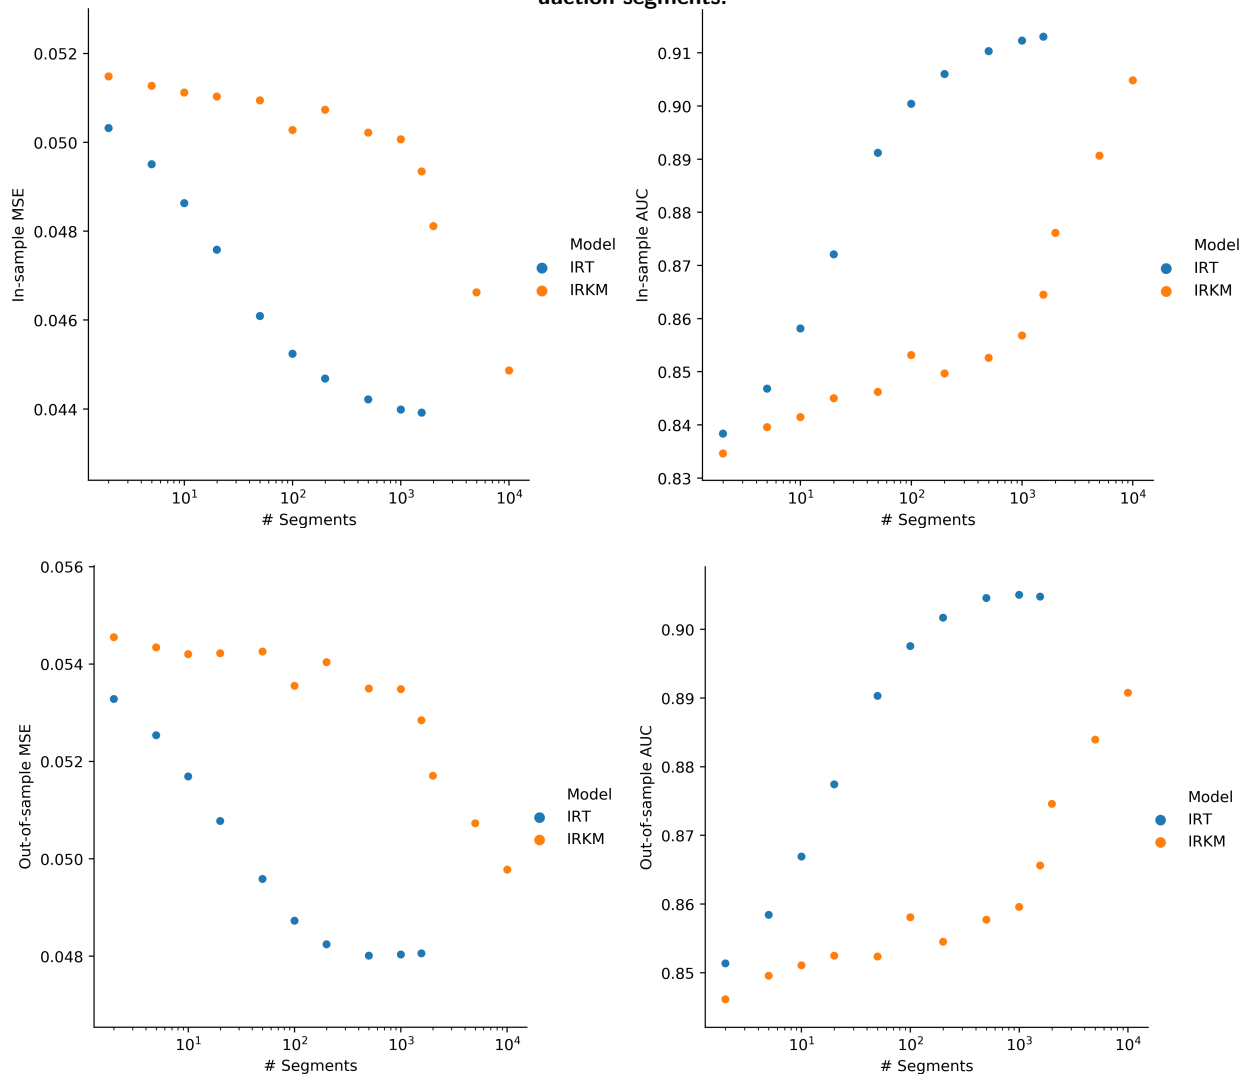 auction segments.
0.052
0.050
0.048
0.046
0.044
In-sample MSE
10¹ 10² 10³ 10⁴
# Segments
Model
IRT
IRKM
0.91
0.90
0.89
0.88
0.87
0.86
0.85
0.84
0.83
In-sample AUC
10¹ 10² 10³ 10⁴
# Segments
Model
IRT
IRKM
0.056
0.054
0.052
0.050
0.048
Out-of-sample MSE
10¹ 10² 10³ 10⁴
# Segments
Model
IRT
IRKM
0.90
0.89
0.88
0.87
0.86
0.85
Out-of-sample AUC
10¹ 10² 10³ 10⁴
# Segments
Model
IRT
IRKM